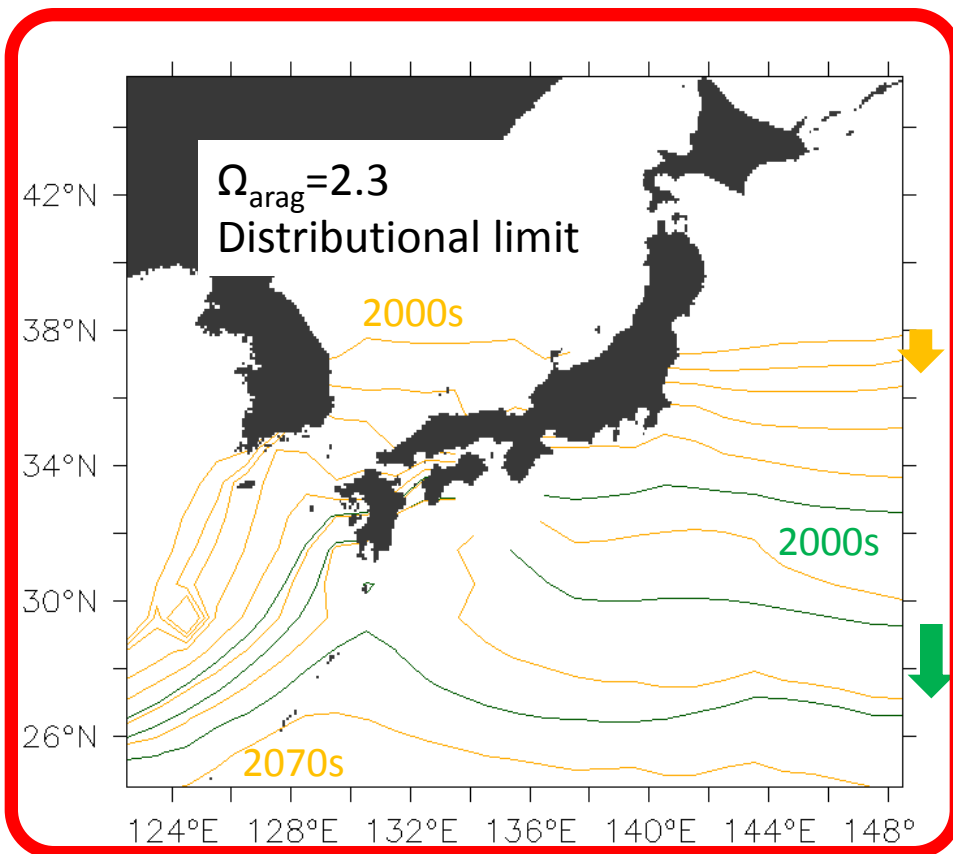 Ωarag=2.3
Distributional limit
42°N
2000s
38°N
34°N
2000s
30°N
26°N
2070s
124°E 128°E 132°E 136°E 140°E 144°E 148°